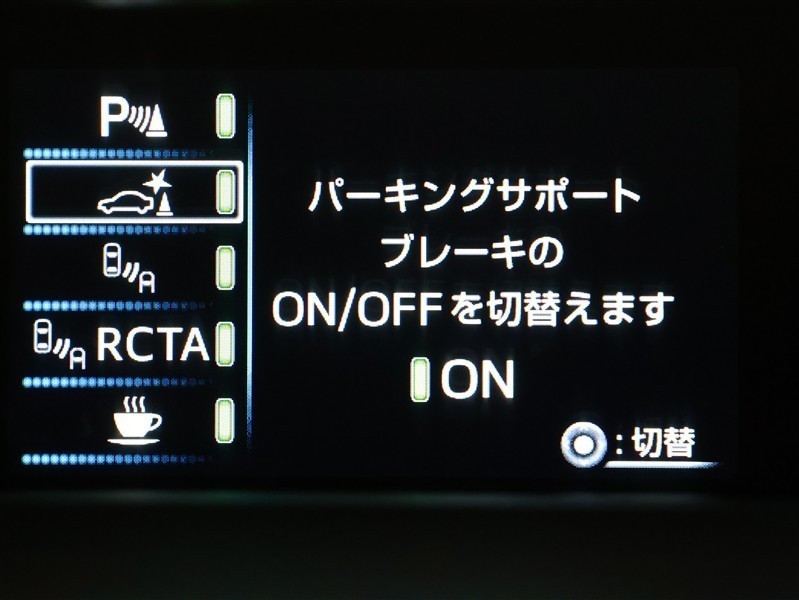 P
RCTA
パーキングサポート
ブレーキの
ON/OFFを切替えます
ON
:切替